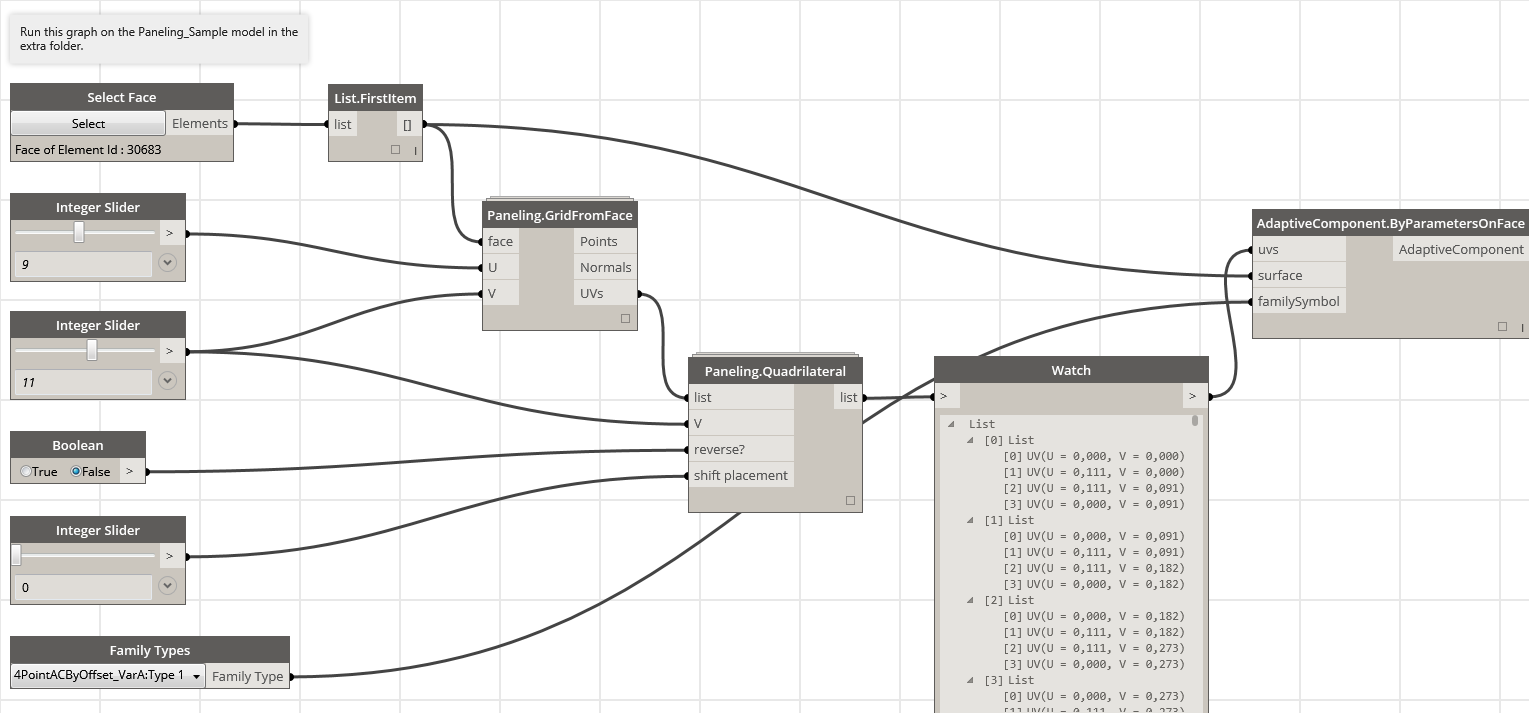 Run this graph on the Paneling_Sample model in the
extra folder.
Select Face
Select
Elements
Face of Element Id : 30683
List.FirstItem
list
[]
Integer Slider
>
9
Integer Slider
>
11
Boolean
True
False
>
Integer Slider
>
0
Family Types
4PointACByOffset_VarA:Type 1
Family Type
Paneling.GridFromFace
face
Points
U
Normals
V
UVs
Paneling.Quadrilateral
list
list
V
reverse?
shift placement
Watch
>
>
List
[0] List
[0] UV(U = 0,000, V = 0,000)
[1] UV(U = 0,111, V = 0,000)
[2] UV(U = 0,111, V = 0,091)
[3] UV(U = 0,000, V = 0,091)
[1] List
[0] UV(U = 0,000, V = 0,091)
[1] UV(U = 0,111, V = 0,091)
[2] UV(U = 0,111, V = 0,182)
[3] UV(U = 0,000, V = 0,182)
[2] List
[0] UV(U = 0,000, V = 0,182)
[1] UV(U = 0,111, V = 0,182)
[2] UV(U = 0,111, V = 0,273)
[3] UV(U = 0,000, V = 0,273)
[3] List
[0] UV(U = 0,000, V = 0,273)
[1] UV(U = 0,111, V = 0,273)
AdaptiveComponent.ByParametersOnFace
uvs
AdaptiveComponent
surface
familySymbol